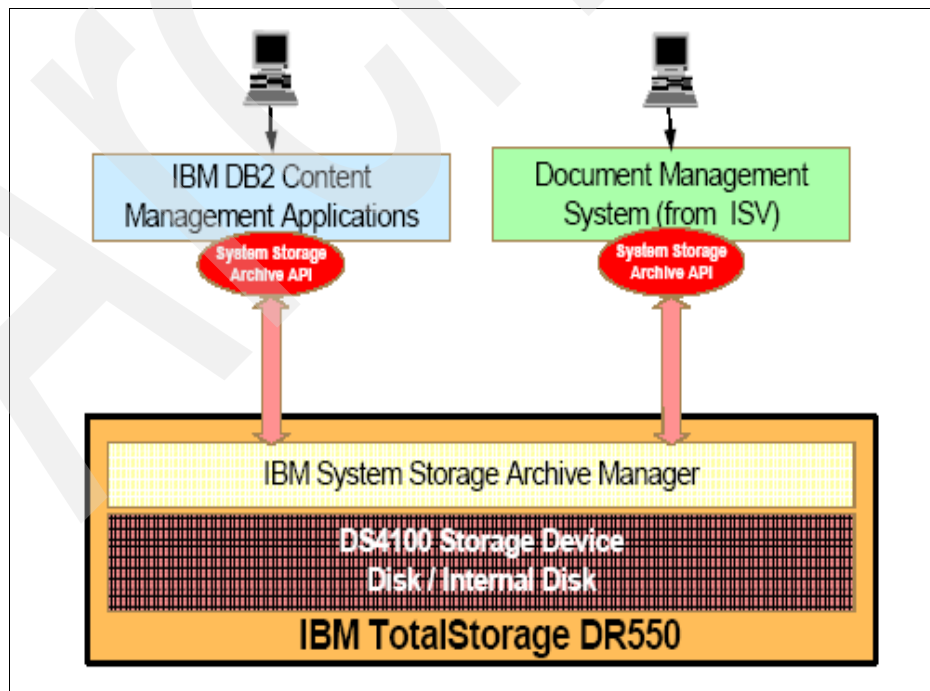 IBM DB2 Content
Management Applications
System Storage
Archive API
Document Management
System (from ISV)
System Storage
Archive API
IBM System Storage Archive Manager
DS4100 Storage Device
Disk / Internal Disk
IBM TotalStorage DR550